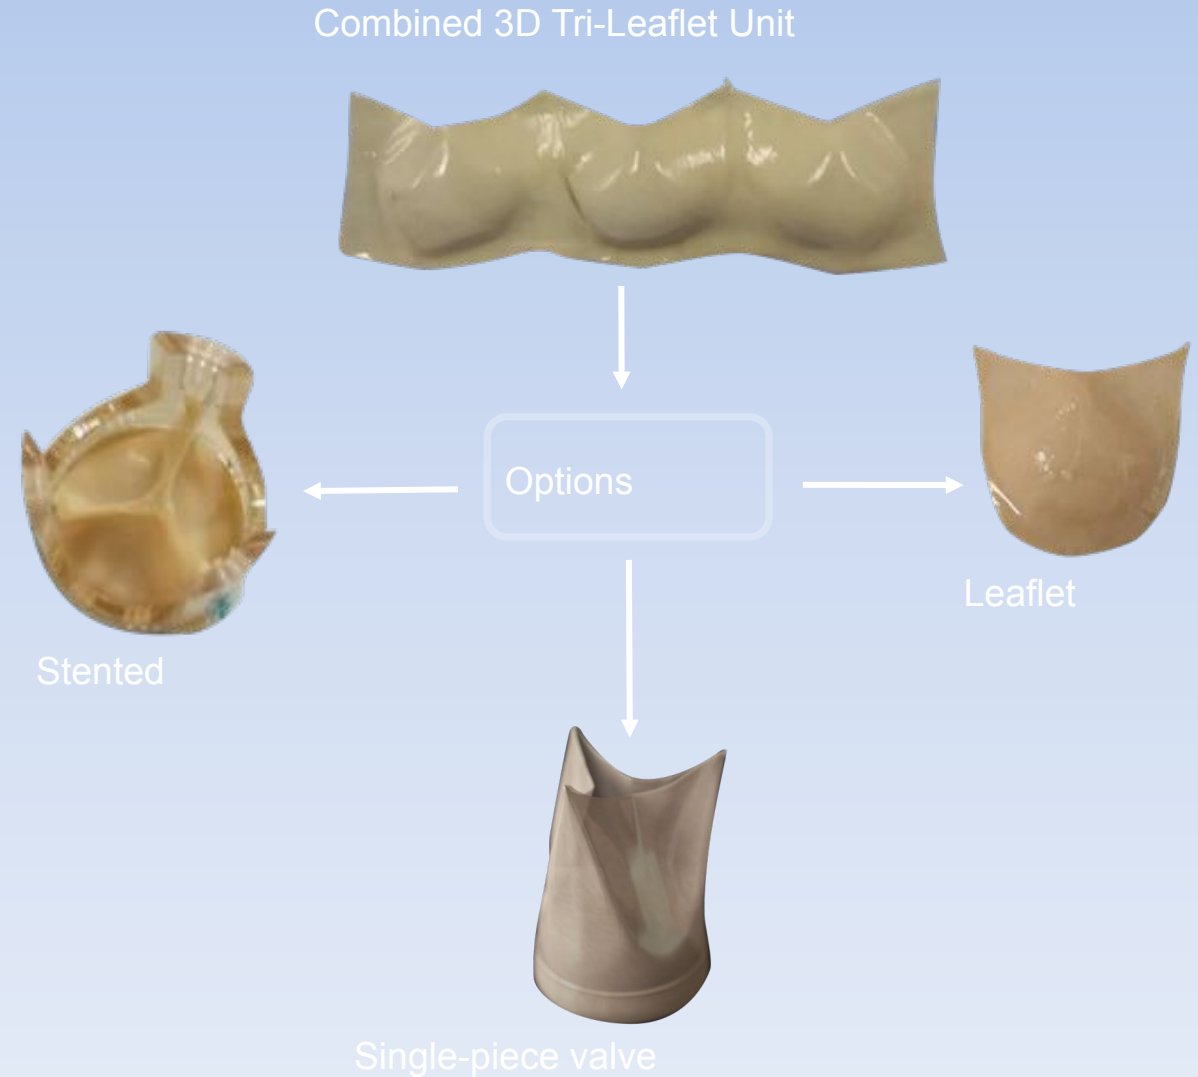 Combined 3D Tri-Leaflet Unit
Options
Leaflet
Stented
Single-piece valve